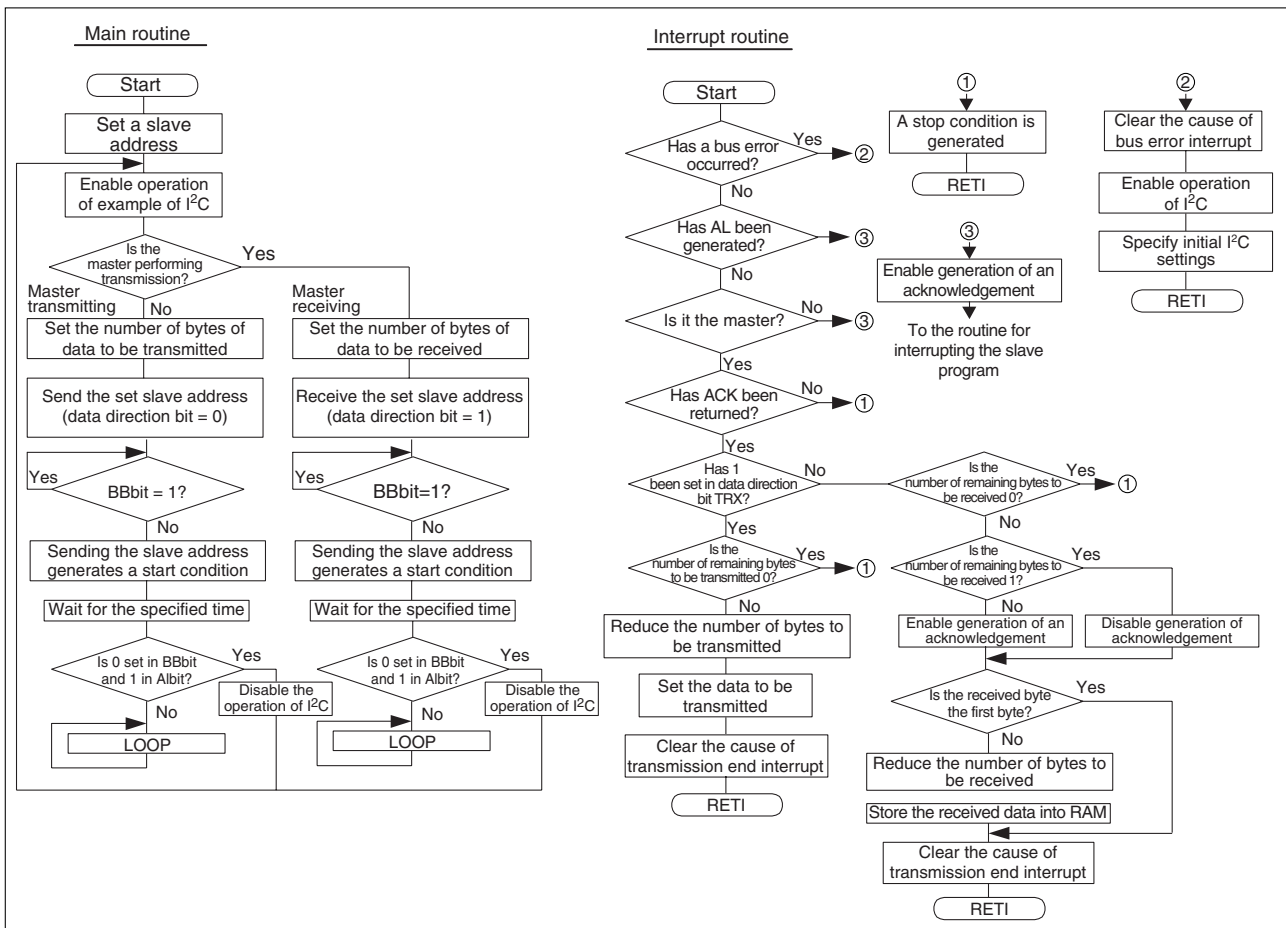 Main routine
Start
Set a slave
address
Enable operation
of example of I²C
Is the
master performing
transmission?
Yes
Master
transmitting
No
Master
receiving
Set the number of bytes of
data to be transmitted
Set the number of bytes of
data to be received
Send the set slave address
(data direction bit = 0)
Receive the set slave address
(data direction bit = 1)
Yes
BBbit = 1?
No
Yes
BBbit=1?
No
Sending the slave address
generates a start condition
Sending the slave address
generates a start condition
Wait for the specified time
Wait for the specified time
Is 0 set in BBbit
and 1 in Albit?
Yes
Disable the
operation of I²C
No
LOOP
Is 0 set in BBbit
and 1 in Albit?
Yes
Disable the
operation of I²C
No
LOOP
Interrupt routine
Start
Has a bus error
occurred?
Yes
②
No
Has AL been
generated?
③
No
Is it the master?
No
③
Yes
Has ACK been
returned?
No
①
Yes
Has 1
been set in data direction
bit TRX?
No
Yes
Is the
number of remaining bytes
to be transmitted 0?
Yes
①
No
Reduce the number of bytes to
be transmitted
Set the data to be
transmitted
Clear the cause of
transmission end interrupt
RETI
Is the
number of remaining bytes to
be received 0?
Yes
①
No
Is the
number of remaining bytes to
be received 1?
Yes
No
Enable generation of an
acknowledgement
Disable generation of
acknowledgement
Is the received byte
the first byte?
Yes
No
Reduce the number of bytes to
be received
Store the received data into RAM
Clear the cause of
transmission end interrupt
RETI
①
A stop condition is
generated
RETI
③
Enable generation of an
acknowledgement
To the routine for
interrupting the slave
program
②
Clear the cause of
bus error interrupt
Enable operation
of I²C
Specify initial I²C
settings
RETI